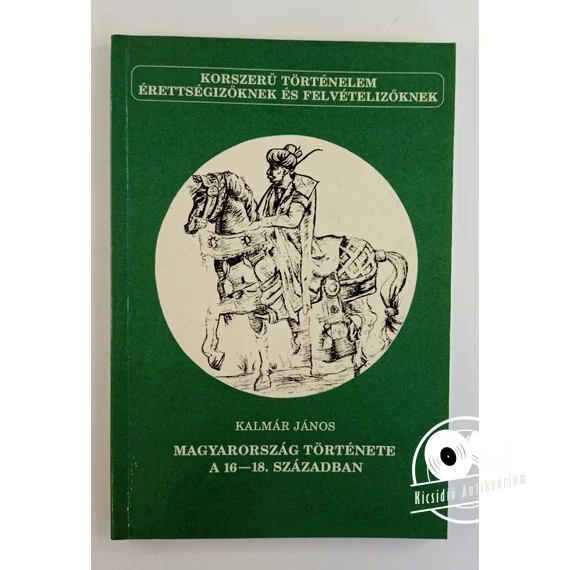 KORSZERŰ TÖRTÉNELEM
ÉRETTSÉGIZŐKNEK ÉS FELVÉTELIZŐKNEK
KALMÁR JÁNOS
MAGYARORSZÁG TÖRTÉNETE
A 16—18. SZÁZADBAN
Kicsidió Antikvárium